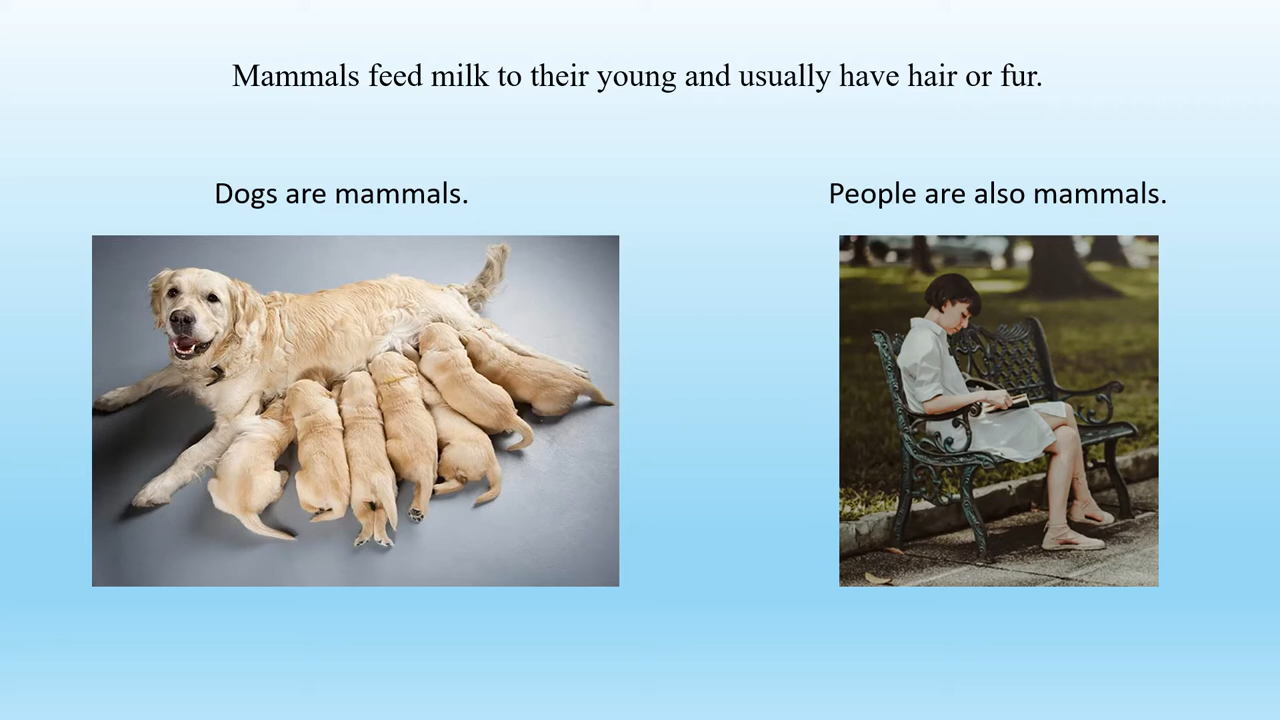 Mammals feed milk to their young and usually have hair or fur.
Dogs are mammals.
People are also mammals.